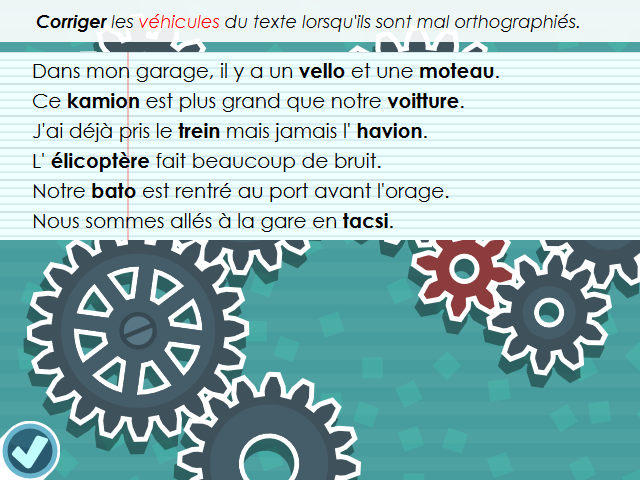 Corriger les véhicules du texte lorsqu'ils sont mal orthographiés.
Dans mon garage, il y a un vello et une moteau.
Ce kamion est plus grand que notre voitture.
J'ai déjà pris le trein mais jamais l' havion.
L' élicoptère fait beaucoup de bruit.
Notre bato est rentré au port avant l'orage.
Nous sommes allés à la gare en tacsi.